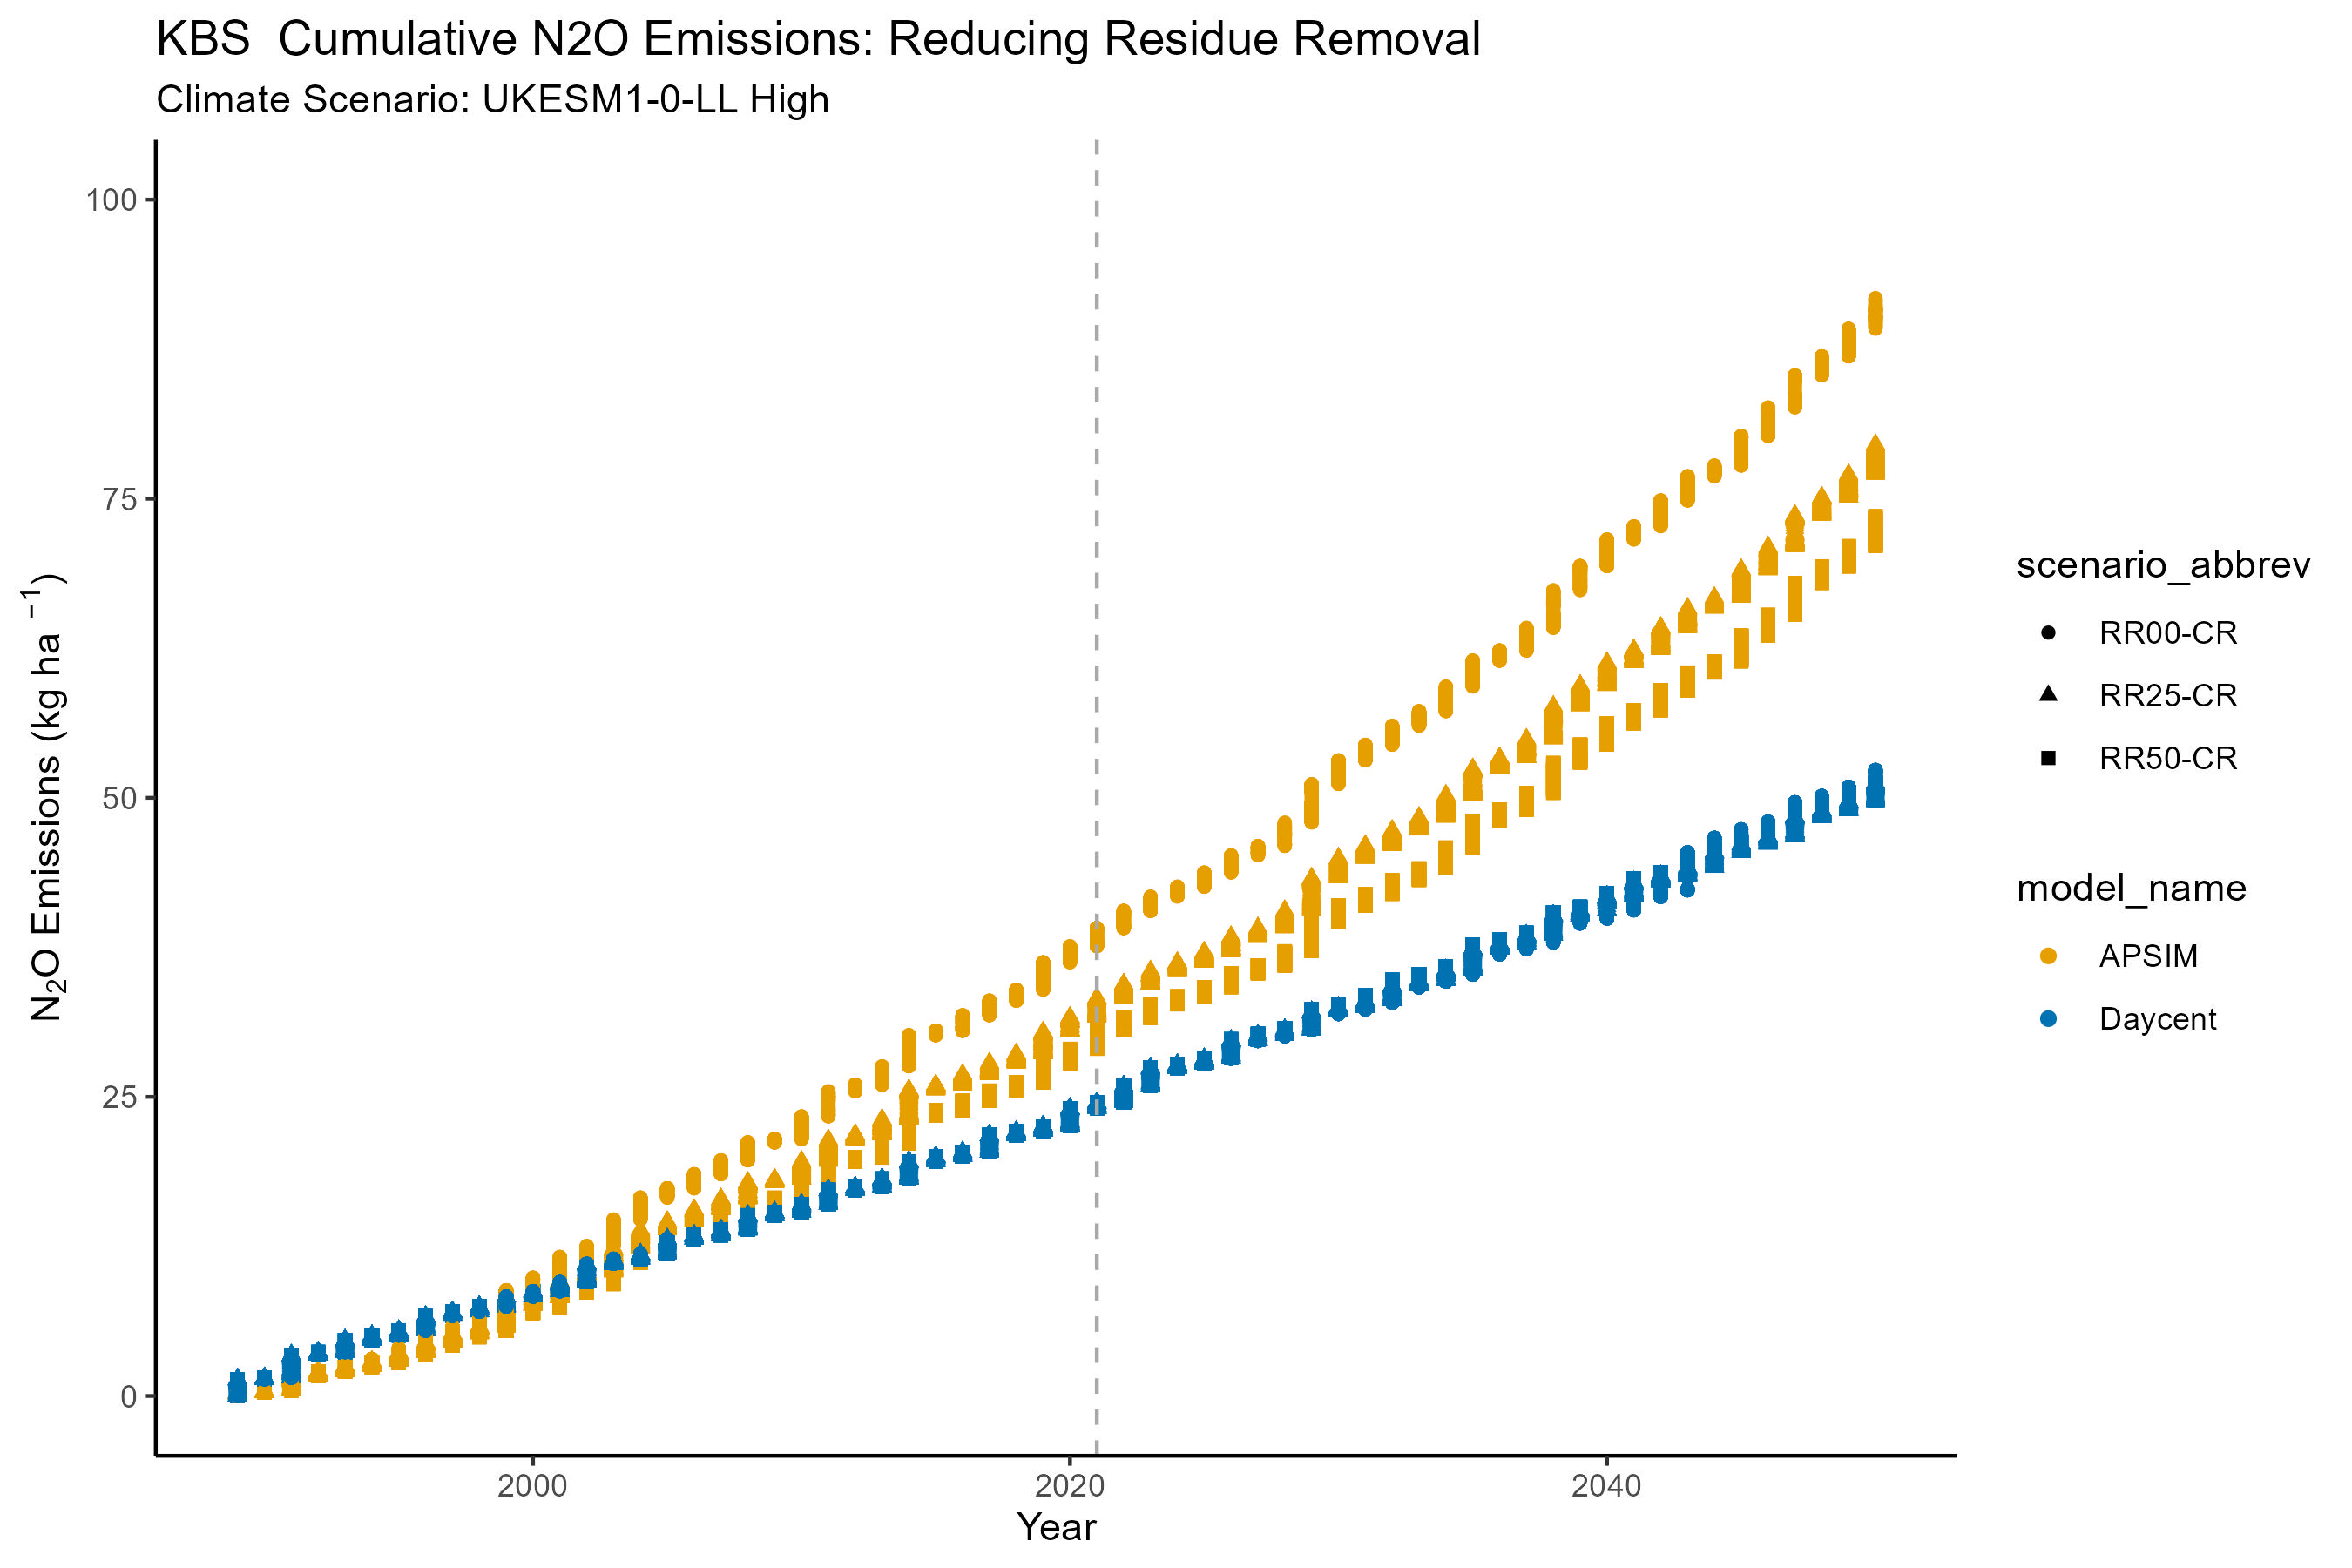 KBS  Cumulative N2O Emissions: Reducing Residue Removal
Climate Scenario: UKESM1-0-LL High
N₂O Emissions (kg ha ⁻¹)
100
75
50
25
0
2000
2020
2040
Year
scenario_abbrev
RR00-CR
RR25-CR
RR50-CR
model_name
APSIM
Daycent